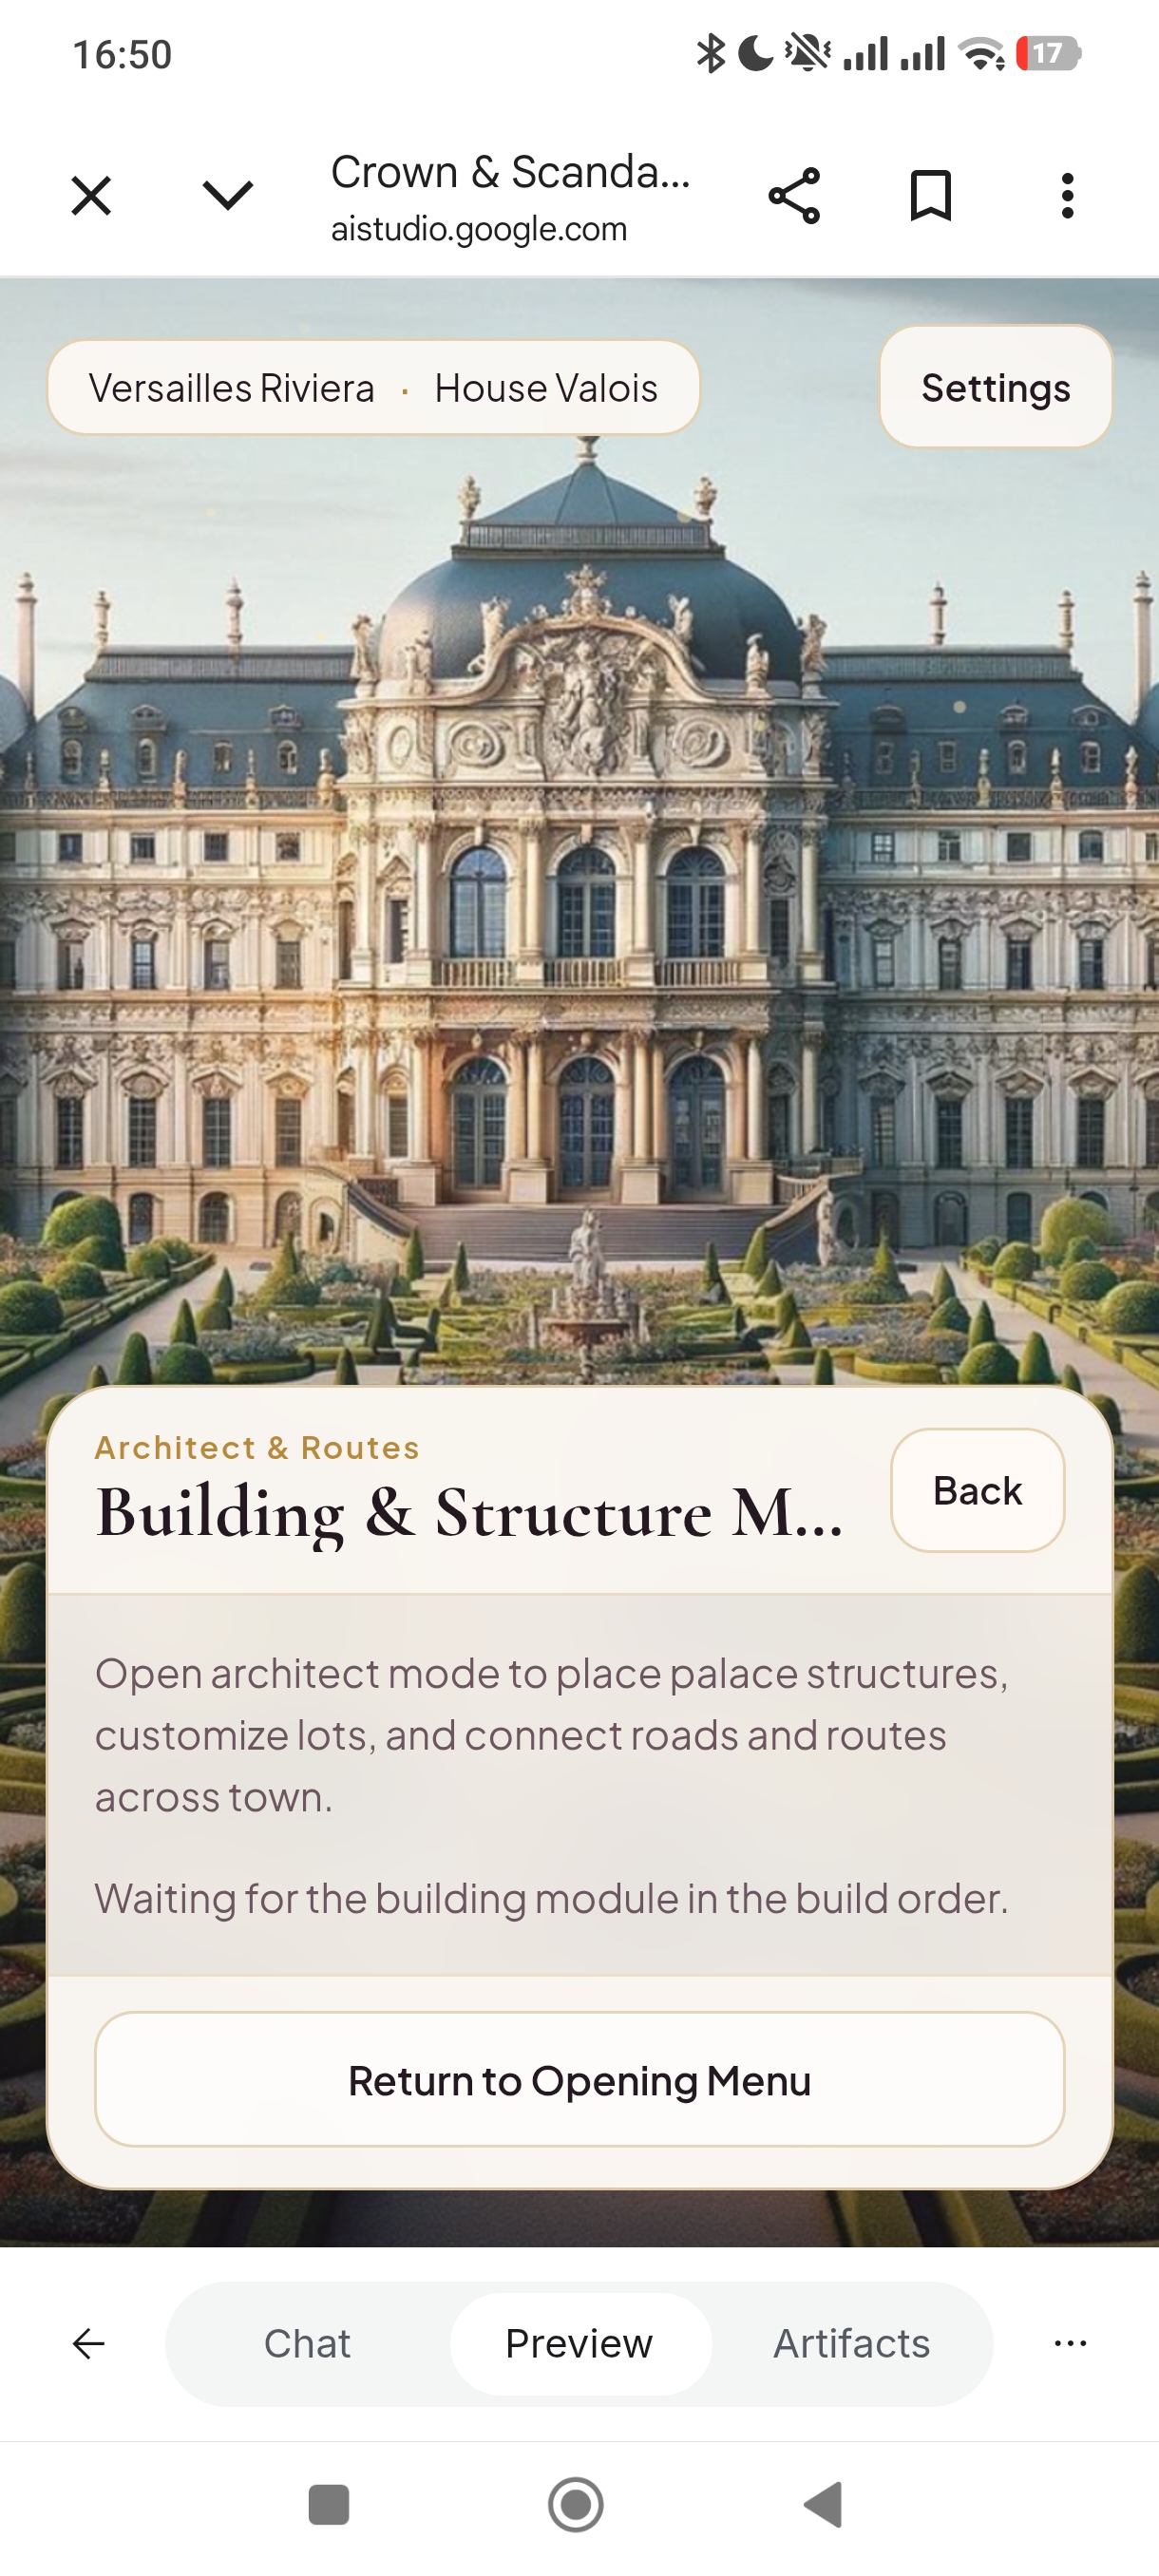 16:50
17
Crown & Scanda...
aistudio.google.com
Versailles Riviera · House Valois
Settings
Architect & Routes
Building & Structure M...
Back
Open architect mode to place palace structures,
customize lots, and connect roads and routes
across town.
Waiting for the building module in the build order.
Return to Opening Menu
Chat
Preview
Artifacts